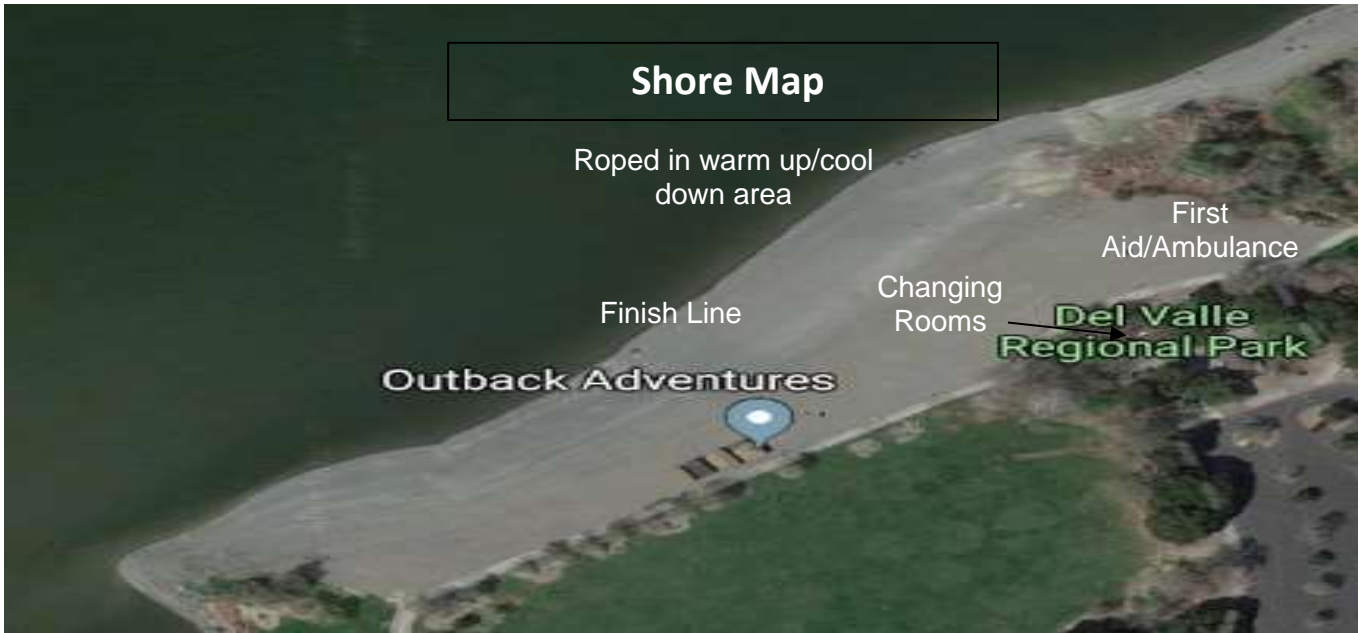 Shore Map
Roped in warm up/cool
down area
First
Aid/Ambulance
Changing
Rooms
Finish Line
Del Valle
Regional Park
Outback Adventures